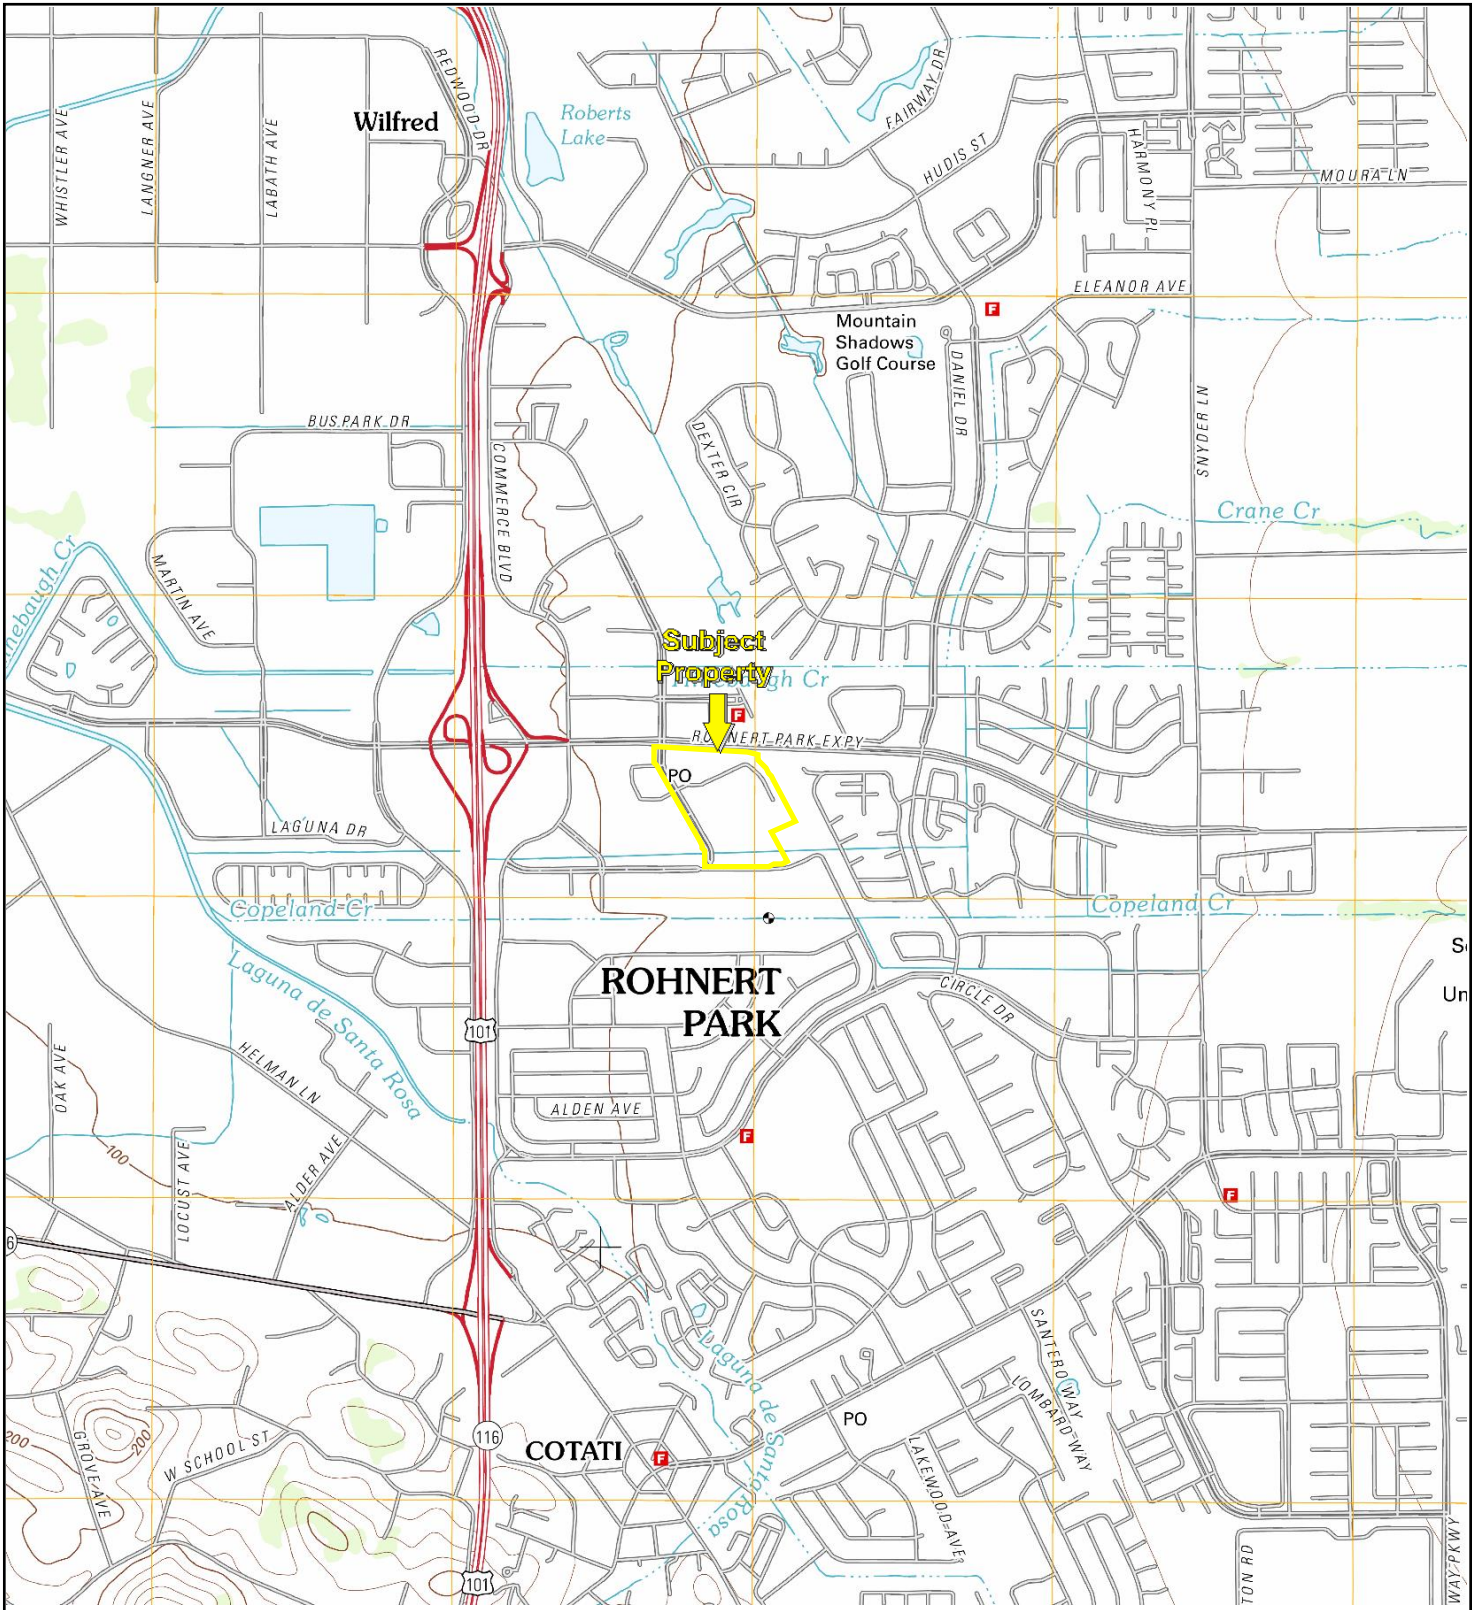 REDWOOD DR
Wilfred
Roberts
Lake
FAIRWAY DR
HUDIS ST
HARMONY PL
MOURA LN
WHISTLER AVE
LANGNER AVE
LABATH AVE
ELEANOR AVE
F
Mountain
Shadows
Golf Course
DANIEL DR
SNYDER LN
BUS PARK DR
COMMERCE BLVD
DEXTER CIR
Crane Cr
MARTIN AVE
Subject
Property
F
ROHNERT PARK EXPY
PO
LAGUNA DR
Copeland Cr
Copeland Cr
Laguna de Santa Rosa
ROHNERT
PARK
CIRCLE DR
101
OAK AVE
HELMAN LN
ALDEN AVE
F
100
LOCUST AVE
ALDER AVE
F
6
SANTERO WAY
LOMBARD WAY
Laguna de Santa Rosa
PO
200
GROVE AVE
200
W SCHOOL ST
116
COTATI
F
LAKEWOOD AVE
101